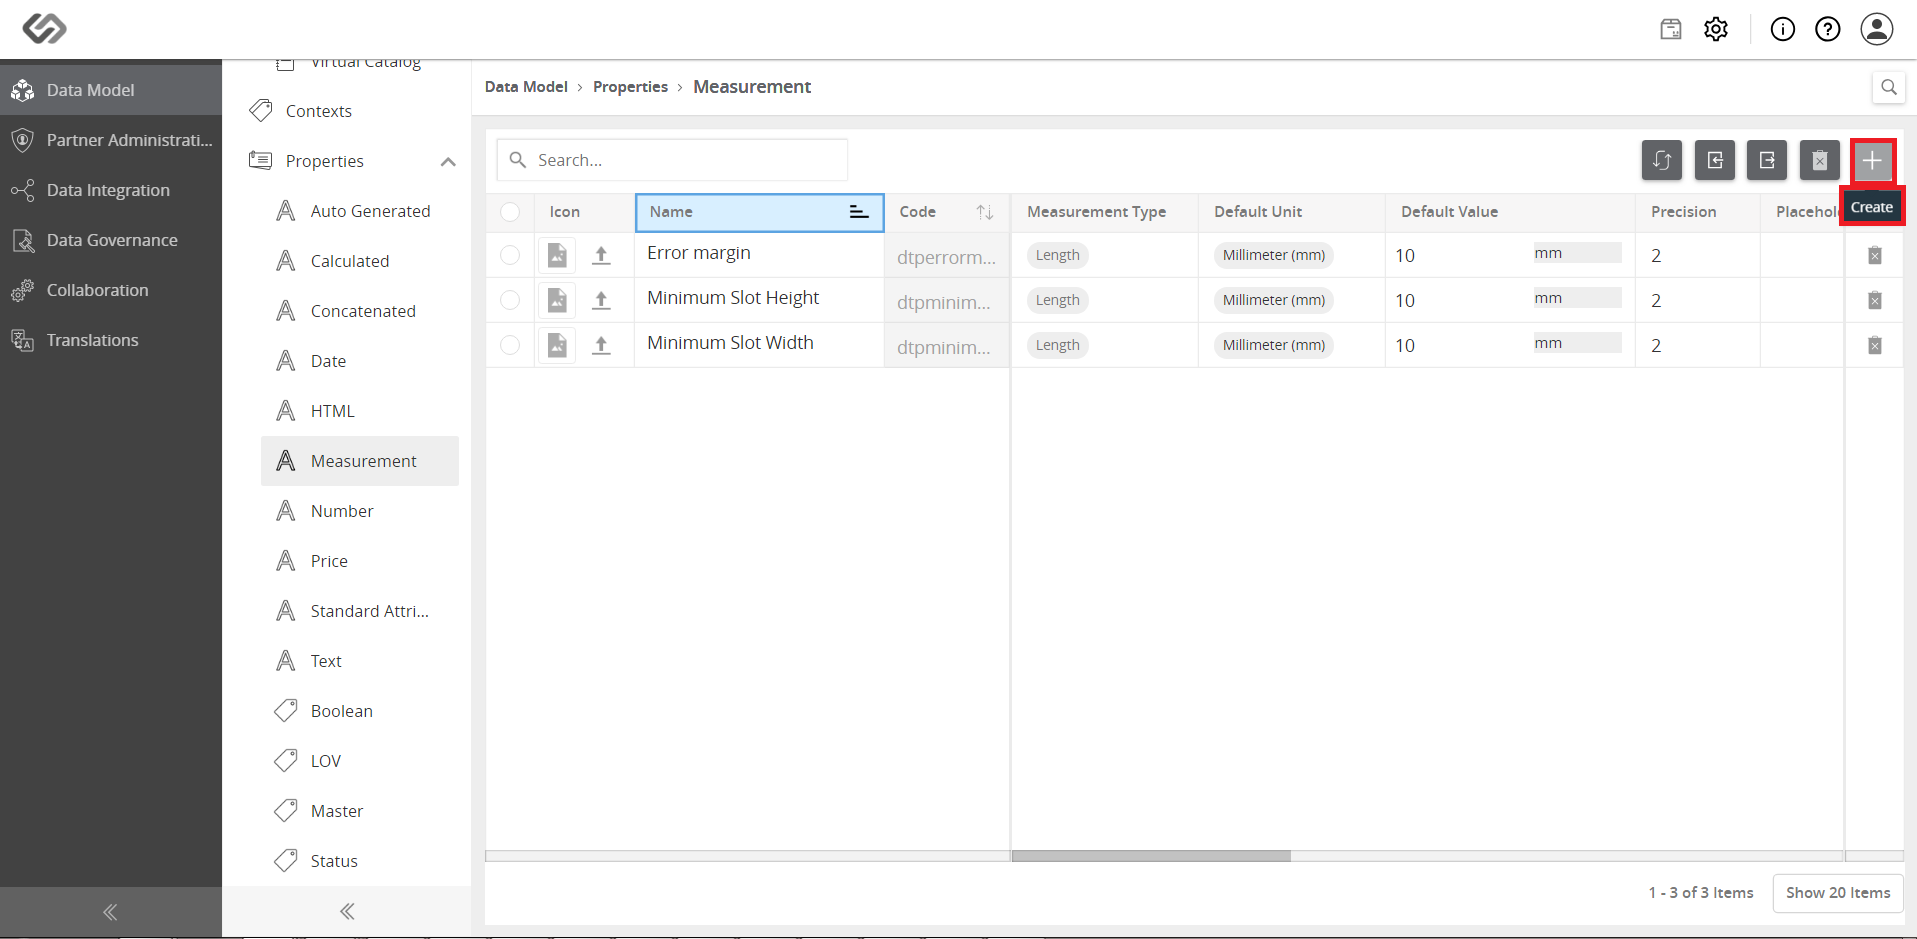 Virtual Catalog
Data Model
Partner Administrati...
Data Integration
Data Governance
Collaboration
Translations
Contexts
Properties
Auto Generated
Calculated
Concatenated
Date
HTML
Measurement
Number
Price
Standard Attri...
Text
Boolean
LOV
Master
Status
Data Model › Properties › Measurement
Search...
Create
Icon Name Code Measurement Type Default Unit Default Value Precision Placehol
Error margin dtperrorm... Length Millimeter (mm) 10 mm 2
Minimum Slot Height dtpminim... Length Millimeter (mm) 10 mm 2
Minimum Slot Width dtpminim... Length Millimeter (mm) 10 mm 2
1 - 3 of 3 Items Show 20 Items